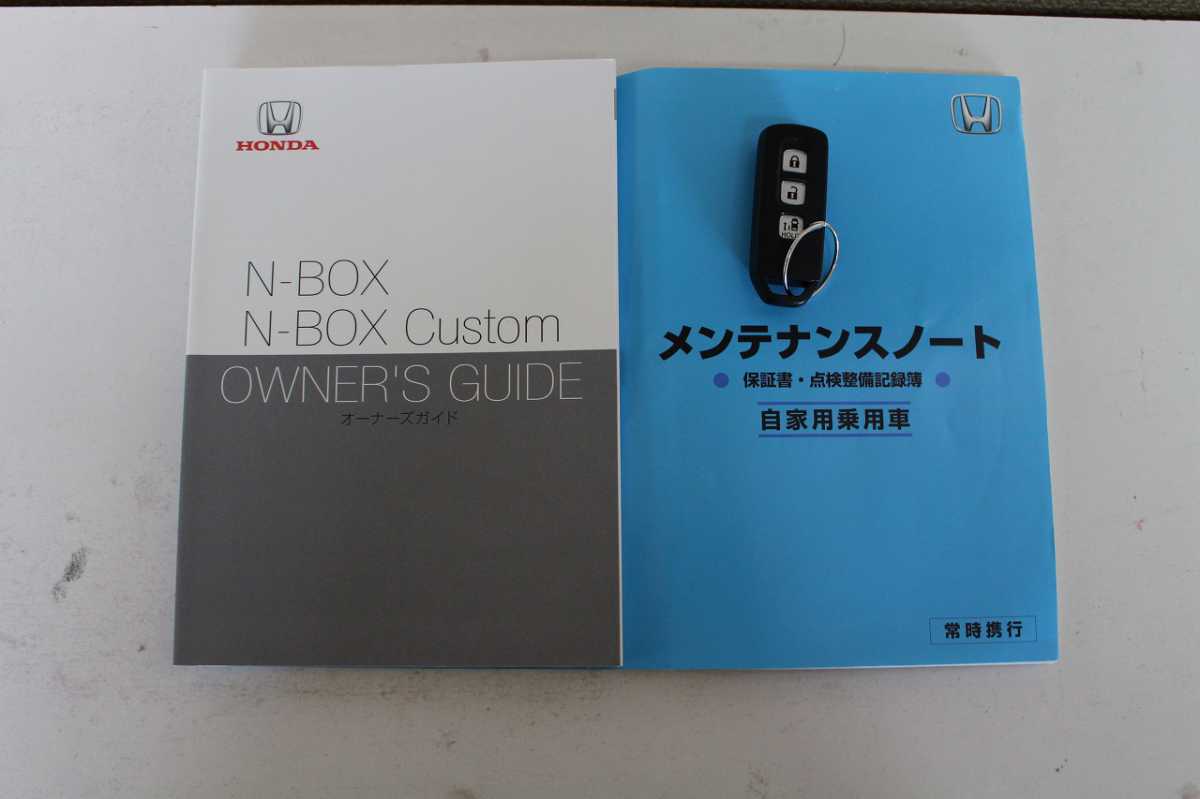 HONDA
N-BOX
N-BOX Custom
OWNER'S GUIDE
オーナーズガイド
HOLD
メンテナンスノート
● 保証書・点検整備記録簿 ●
自家用乗用車
常時携行